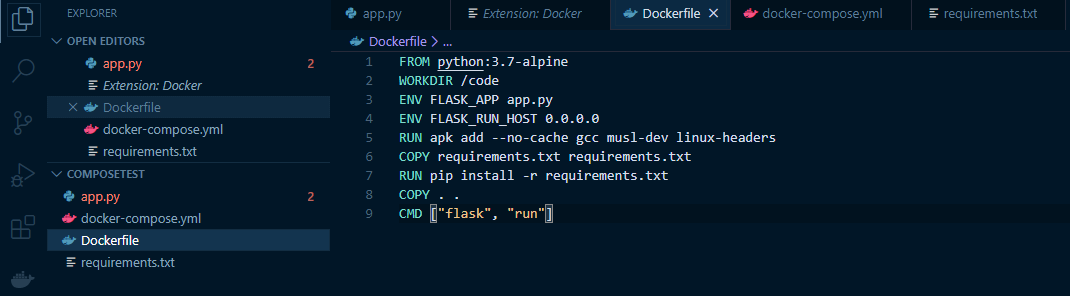 EXPLORER
OPEN EDITORS
app.py 2
Extension: Docker
Dockerfile
docker-compose.yml
requirements.txt
COMPOSETEST
app.py 2
docker-compose.yml
Dockerfile
requirements.txt
app.py Extension: Docker Dockerfile docker-compose.yml requirements.txt
Dockerfile > ...
1 FROM python:3.7-alpine
2 WORKDIR /code
3 ENV FLASK_APP app.py
4 ENV FLASK_RUN_HOST 0.0.0.0
5 RUN apk add --no-cache gcc musl-dev linux-headers
6 COPY requirements.txt requirements.txt
7 RUN pip install -r requirements.txt
8 COPY . .
9 CMD ["flask", "run"]